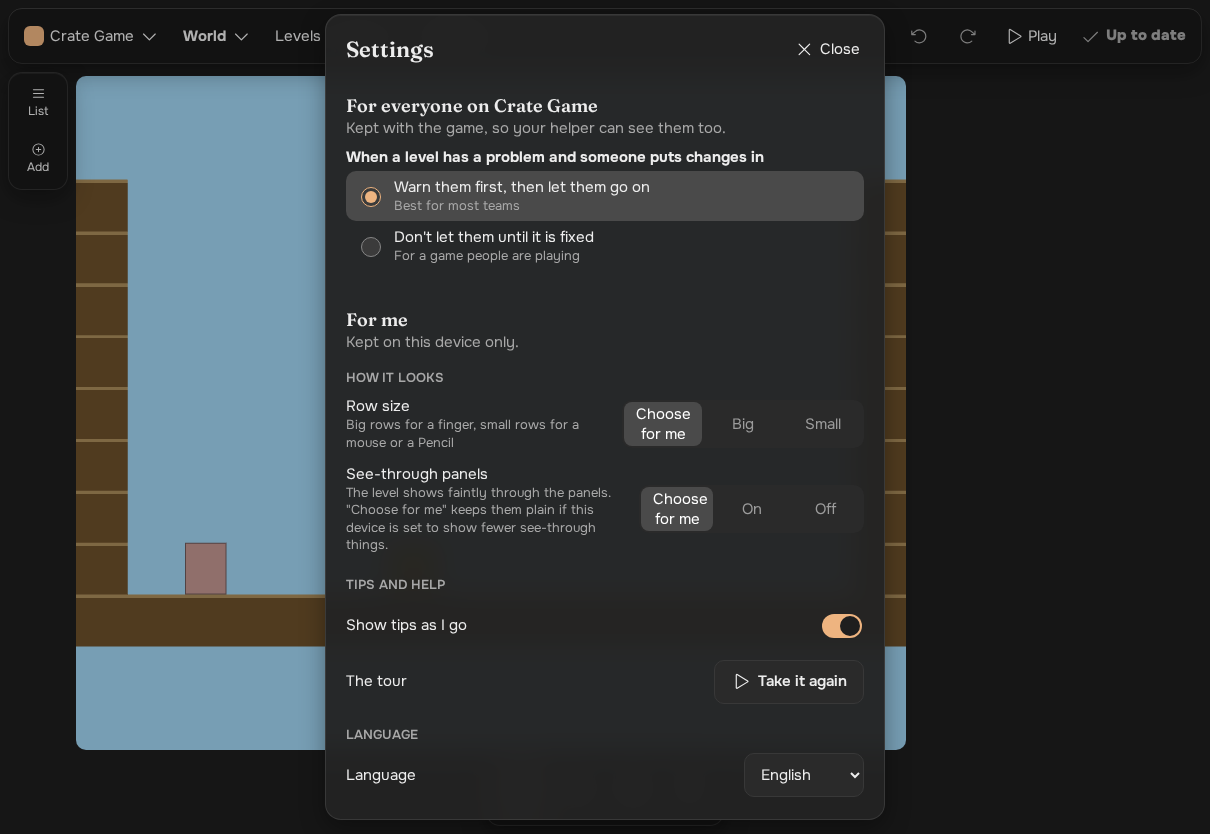 Crate Game
World
Levels
Play
Up to date
List
Add
Settings
Close
For everyone on Crate Game
Kept with the game, so your helper can see them too.
When a level has a problem and someone puts changes in
Warn them first, then let them go on
Best for most teams
Don't let them until it is fixed
For a game people are playing
For me
Kept on this device only.
HOW IT LOOKS
Row size
Big rows for a finger, small rows for a
mouse or a Pencil
Choose
for me
Big
Small
See-through panels
The level shows faintly through the panels.
"Choose for me" keeps them plain if this
device is set to show fewer see-through
things.
Choose
for me
On
Off
TIPS AND HELP
Show tips as I go
The tour
Take it again
LANGUAGE
Language
English